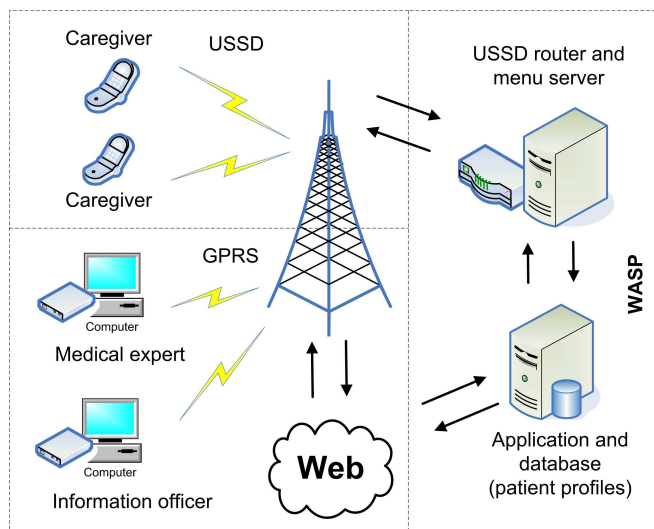 Caregiver
USSD
Caregiver
USSD router and
menu server
GPRS
Computer
Medical expert
Computer
Information officer
Web
WASP
Application and
database
(patient profiles)